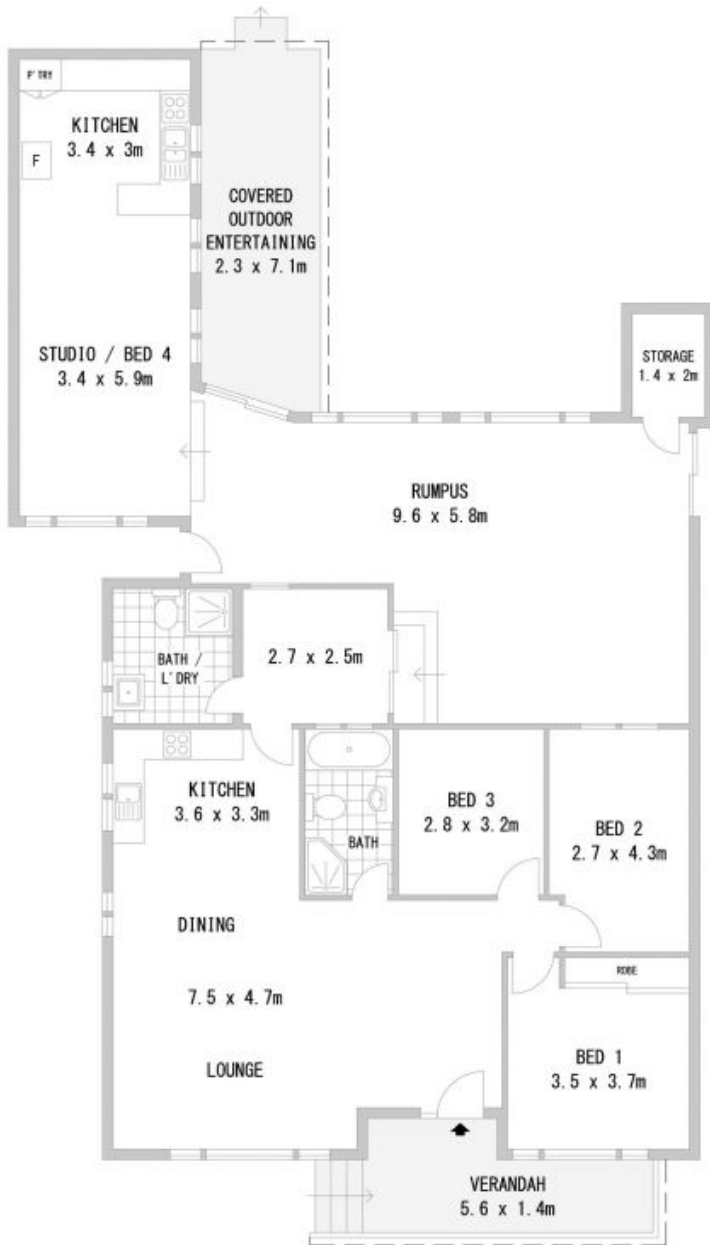 P'TRY
KITCHEN
3.4 x 3m
F
COVERED
OUTDOOR
ENTERTAINING
2.3 x 7.1m
STUDIO / BED 4
3.4 x 5.9m
STORAGE
1.4 x 2m
RUMPUS
9.6 x 5.8m
BATH /
L'DRY
2.7 x 2.5m
KITCHEN
3.6 x 3.3m
BATH
BED 3
2.8 x 3.2m
BED 2
2.7 x 4.3m
DINING
7.5 x 4.7m
LOUNGE
ROBE
BED 1
3.5 x 3.7m
VERANDAH
5.6 x 1.4m